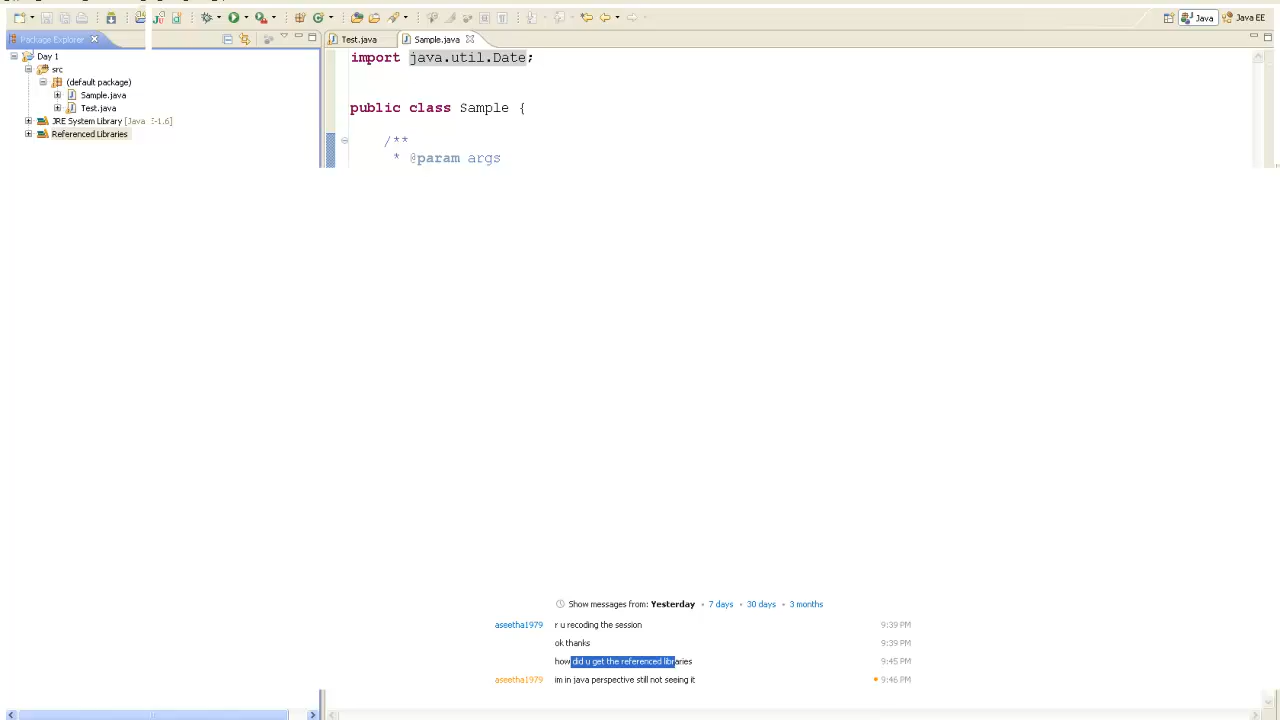 Java
Java EE
Package Explorer
Test.java
Sample.java
Day 1
src
(default package)
Sample.java
Test.java
JRE System Library [Java E-1.6]
Referenced Libraries
import java.util.Date;
public class Sample {
/**
* @param args
Show messages from: Yesterday • 7 days • 30 days • 3 months
aseetha1979 r u recoding the session 9:39 PM
ok thanks 9:39 PM
how did u get the referenced libraries 9:45 PM
aseetha1979 im in java perspective still not seeing it 9:46 PM